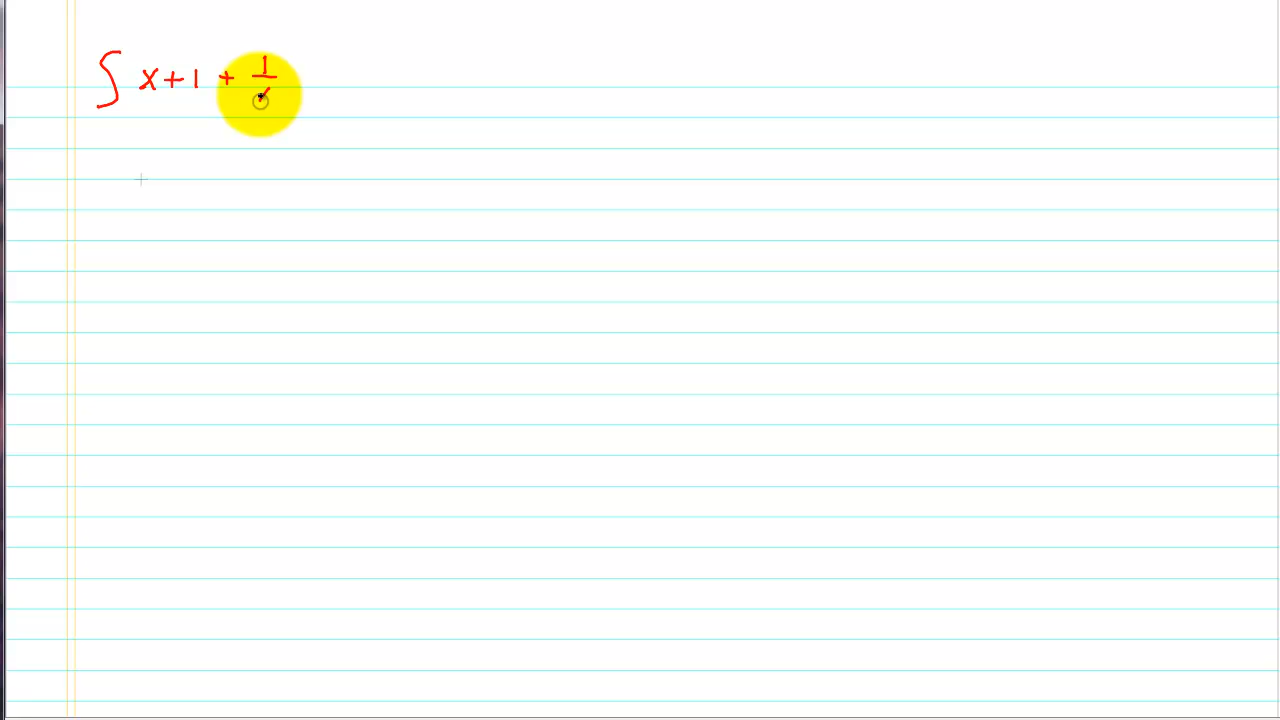 ∫ x + 1 + 1/